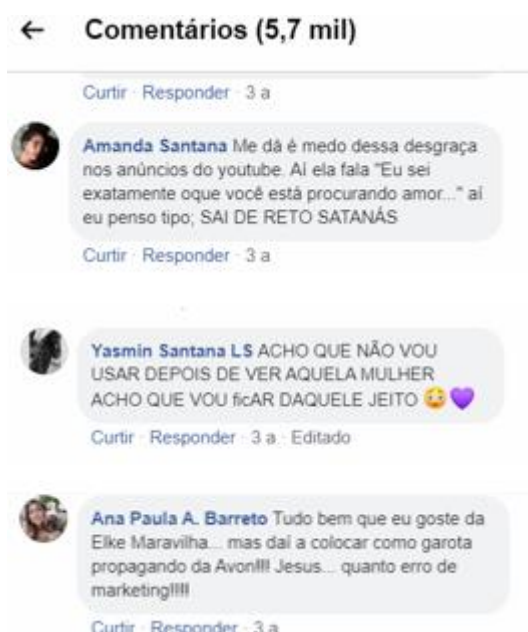 ← Comentários (5,7 mil)
Curtir · Responder · 3 a
Amanda Santana Me dá é medo dessa desgraça
nos anúncios do youtube. Aí ela fala "Eu sei
exatamente oque você está procurando amor..." aí
eu penso tipo; SAI DE RETO SATANÁS
Curtir · Responder · 3 a
Yasmin Santana LS ACHO QUE NÃO VOU
USAR DEPOIS DE VER AQUELA MULHER
ACHO QUE VOU ficAR DAQUELE JEITO 😳💜
Curtir · Responder · 3 a · Editado
Ana Paula A. Barreto Tudo bem que eu goste da
Elke Maravilha... mas daí a colocar como garota
propaganda da Avon!!!! Jesus... quanto erro de
marketing!!!!!
Curtir · Responder · 3 a